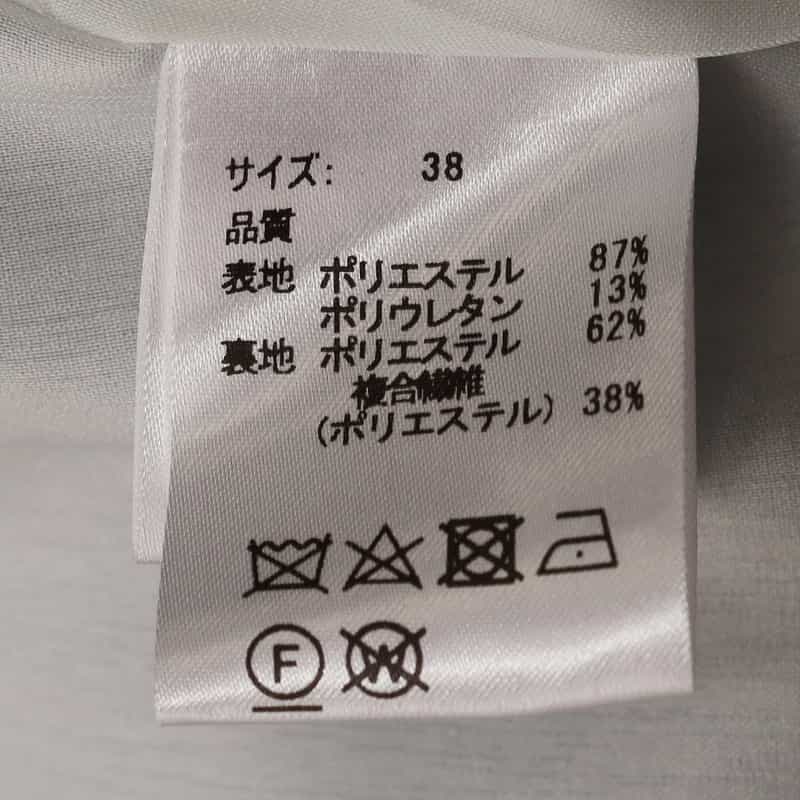 サイズ: 38
品質
表地 ポリエステル 87%
ポリウレタン 13%
裏地 ポリエステル 62%
複合繊維
(ポリエステル) 38%
F W